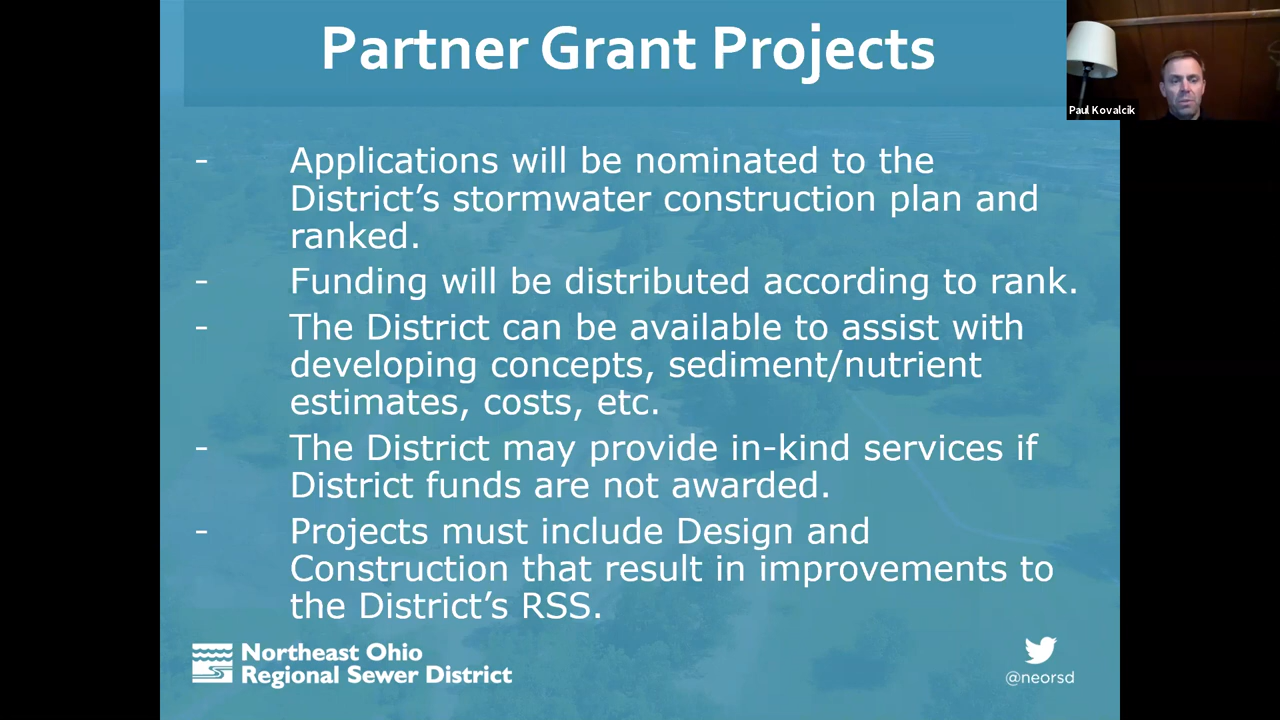 Partner Grant Projects
Paul Kovalcik
- Applications will be nominated to the
District’s stormwater construction plan and
ranked.
- Funding will be distributed according to rank.
- The District can be available to assist with
developing concepts, sediment/nutrient
estimates, costs, etc.
- The District may provide in-kind services if
District funds are not awarded.
- Projects must include Design and
Construction that result in improvements to
the District’s RSS.
Northeast Ohio
Regional Sewer District
@neorsd